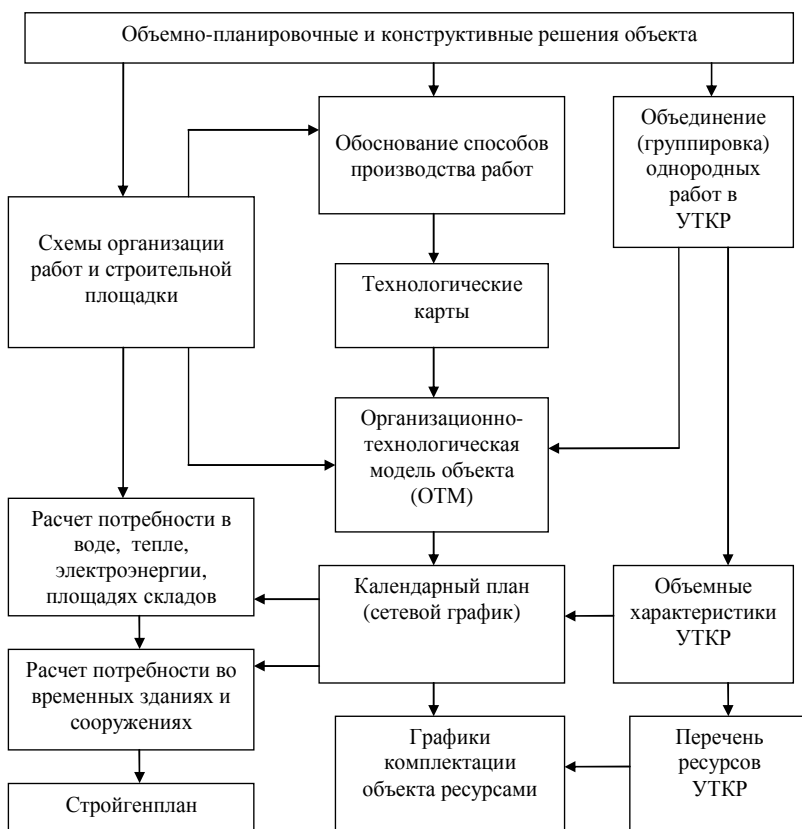 Объемно-планировочные и конструктивные решения объекта
Обоснование способов
производства работ
Объединение
(группировка)
однородных
работ в
УТКР
Схемы организации
работ и строительной
площадки
Технологические
карты
Организационно-
технологическая
модель объекта
(ОТМ)
Расчет потребности в
воде, тепле,
электроэнергии,
площадях складов
Календарный план
(сетевой график)
Объемные
характеристики
УТКР
Расчет потребности во
временных зданиях и
сооружениях
Графики
комплектации
объекта ресурсами
Перечень
ресурсов
УТКР
Стройгенплан